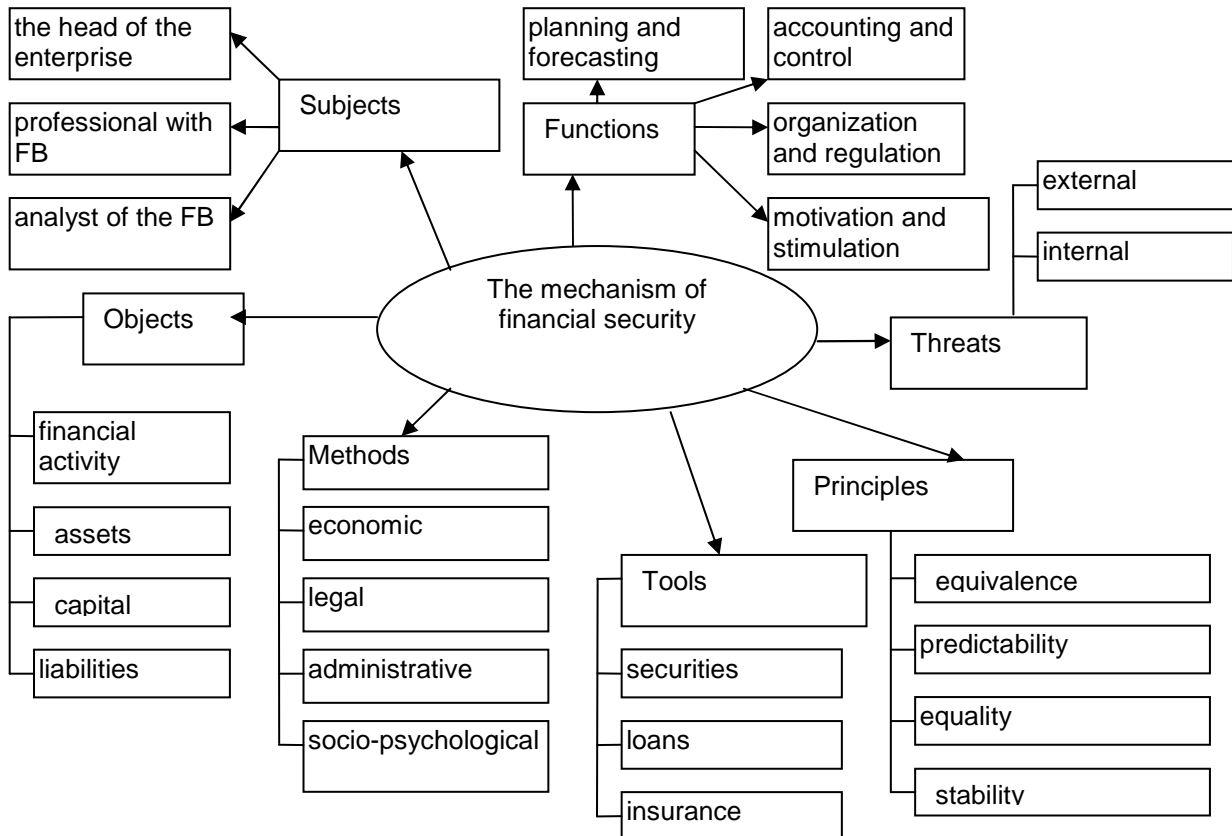 the head of the
enterprise
professional with
FB
analyst of the FB
Subjects
planning and
forecasting
accounting and
control
Functions
organization
and regulation
motivation and
stimulation
external
internal
Threats
The mechanism of
financial security
Objects
financial
activity
assets
capital
liabilities
Methods
economic
legal
administrative
socio-psychological
Tools
securities
loans
insurance
Principles
equivalence
predictability
equality
stability